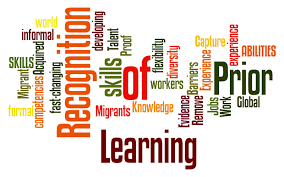 world
informal
SKILLS
Migrant
formal
competencies
Acquired
fast-changing
Recognition
developing
skills
talent
Proof
Migrants
of
flexibility
diversity
workers
Knowledge
Capture
Experience
experience
ABILITIES
Prior
Evidence
Remove
Barriers
Jobs
Work
Global
Learning